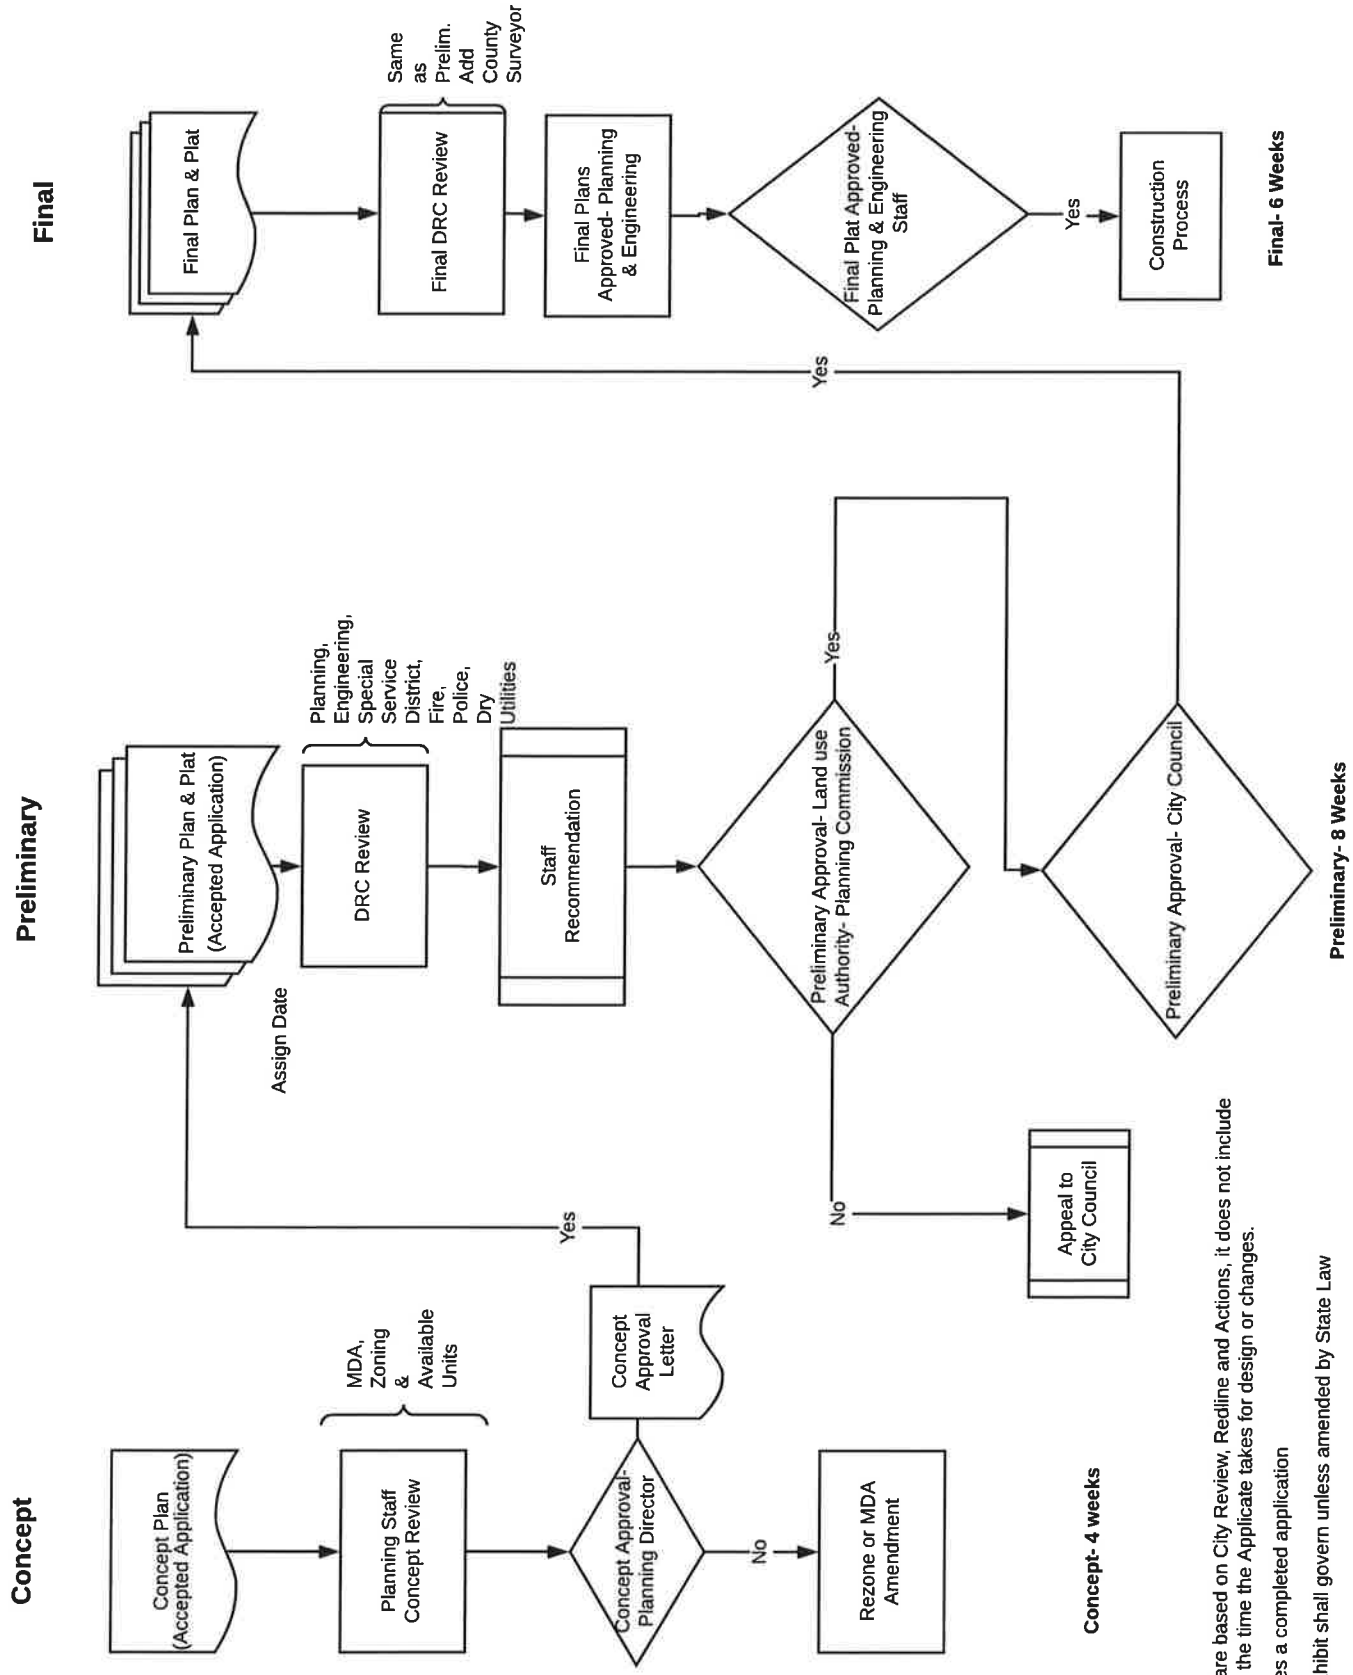 Concept
Concept Plan
(Accepted Application)
Planning Staff
Concept Review
MDA,
Zoning
&
Available
Units
Concept Approval-
Planning Director
Concept
Approval
Letter
Yes
No
Rezone or MDA
Amendment
Concept- 4 weeks
Preliminary
Preliminary Plan & Plat
(Accepted Application)
Assign Date
DRC Review
Planning,
Engineering,
Special
Service
District,
Fire,
Police,
Dry
Utilities
Staff
Recommendation
Preliminary Approval- Land use
Authority- Planning Commission
Yes
No
Appeal to
City Council
Preliminary Approval- City Council
Preliminary- 8 Weeks
Yes
Final
Final Plan & Plat
Final DRC Review
Same
as
Prelim.
Add
County
Surveyor
Final Plans
Approved- Planning
& Engineering
Final Plat Approved-
Planning & Engineering
Staff
Yes
Construction
Process
Final- 6 Weeks
are based on City Review, Redline and Actions, it does not include
the time the Applicate takes for design or changes.
a completed application
shall govern unless amended by State Law